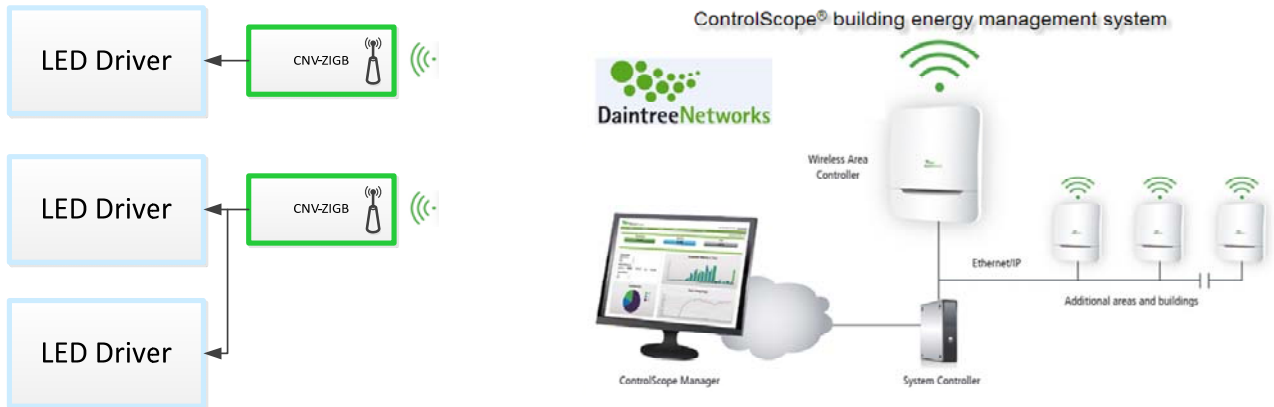 LED Driver
CNV-ZIGB
LED Driver
CNV-ZIGB
LED Driver
ControlScope® building energy management system
DaintreeNetworks
Wireless Area
Controller
Ethernet/IP
Additional areas and buildings
ControlScope Manager
System Controller